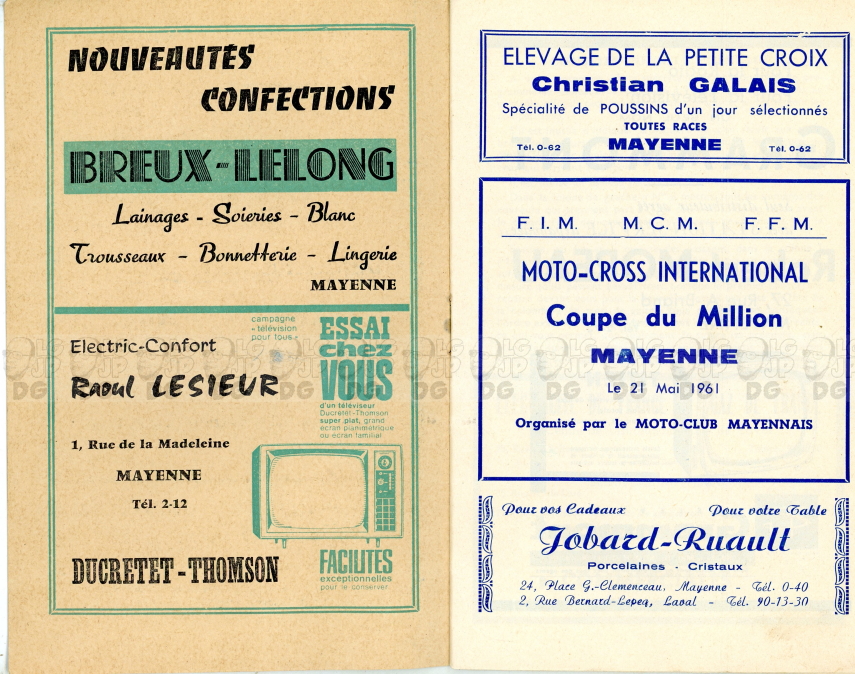 NOUVEAUTÉS
CONFECTIONS
BREUX-LELONG
Lainages - Soieries - Blanc
Trousseaux - Bonnetterie - Lingerie
MAYENNE
Electric-Confort
Raoul LESIEUR
1, Rue de la Madeleine
MAYENNE
Tél. 2-12
DUCRETET-THOMSON
campagne
« télévision
pour tous »
ESSAI
chez
VOUS
d'un téléviseur
Ducretet-Thomson
super plat, grand
écran panoramique
ou écran familial
FACILITÉS
exceptionnelles
pour le conserver
ELEVAGE DE LA PETITE CROIX
Christian GALAIS
Spécialité de POUSSINS d'un jour sélectionnés
TOUTES RACES
Tél. 0-62 MAYENNE Tél. 0-62
F. I. M. M. C. M. F. F. M.
MOTO-CROSS INTERNATIONAL
Coupe du Million
MAYENNE
Le 21 Mai 1961
Organisé par le MOTO-CLUB MAYENNAIS
Pour vos Cadeaux Pour votre Table
Jobard-Ruault
Porcelaines - Cristaux
24, Place G.-Clemenceau, Mayenne - Tél. 0-40
2, Rue Bernard-Lepeq, Laval - Tél. 90-13-30